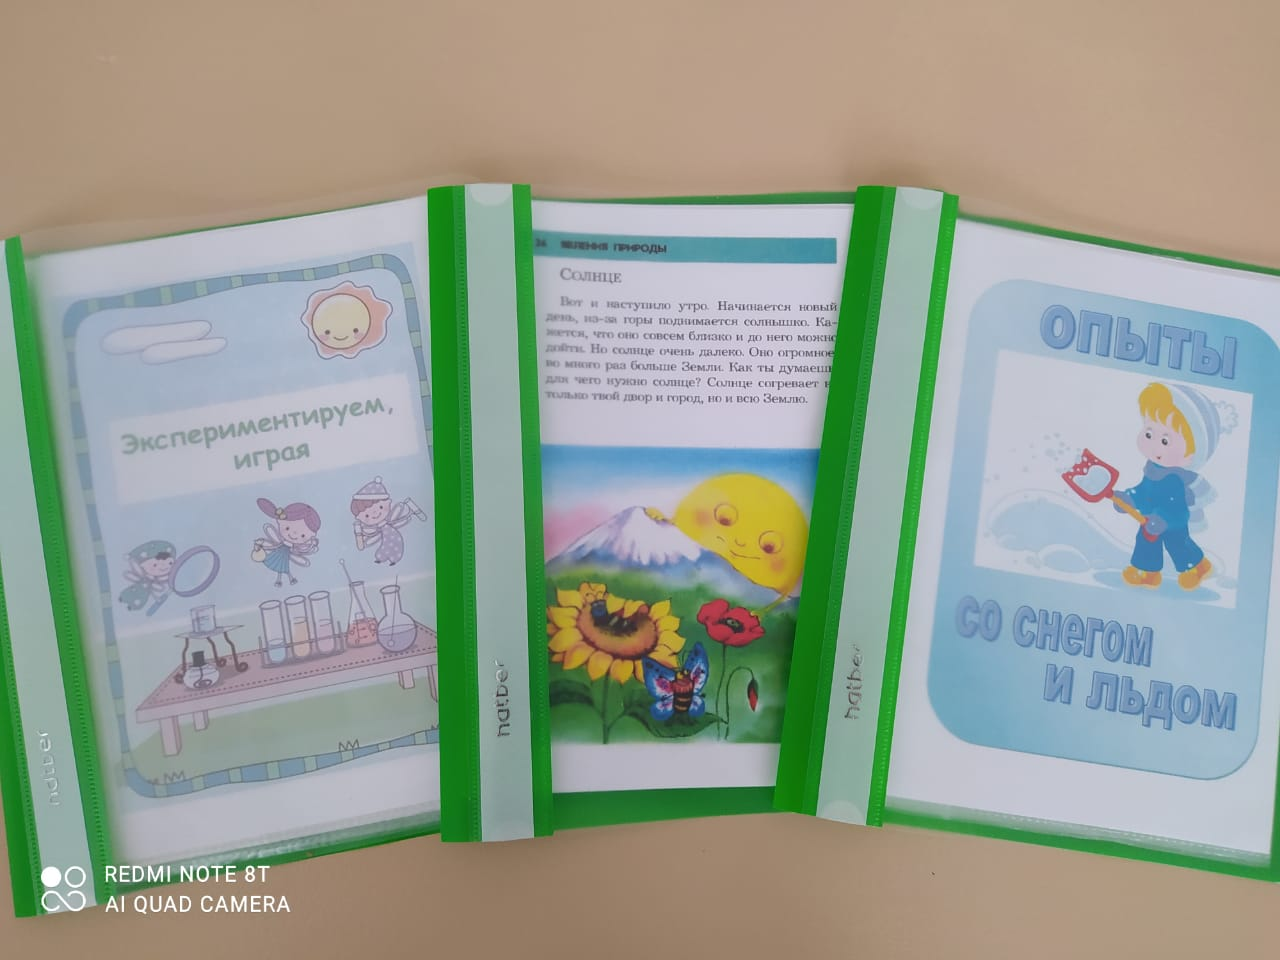 Экспериментируем,
играя
hatber
36 ЯВЛЕНИЯ ПРИРОДЫ
Солнце
Вот и наступило утро. Начинается новый
день, из-за горы поднимается солнышко. Ка-
жется, что оно совсем близко и до него можно
дойти. Но солнце очень далеко. Оно огромное
во много раз больше Земли. Как ты думаешь
для чего нужно солнце? Солнце согревает н
только твой двор и город, но и всю Землю.
hatber
ОПЫТЫ
со снегом
и льдом
hatber
REDMI NOTE 8T
AI QUAD CAMERA